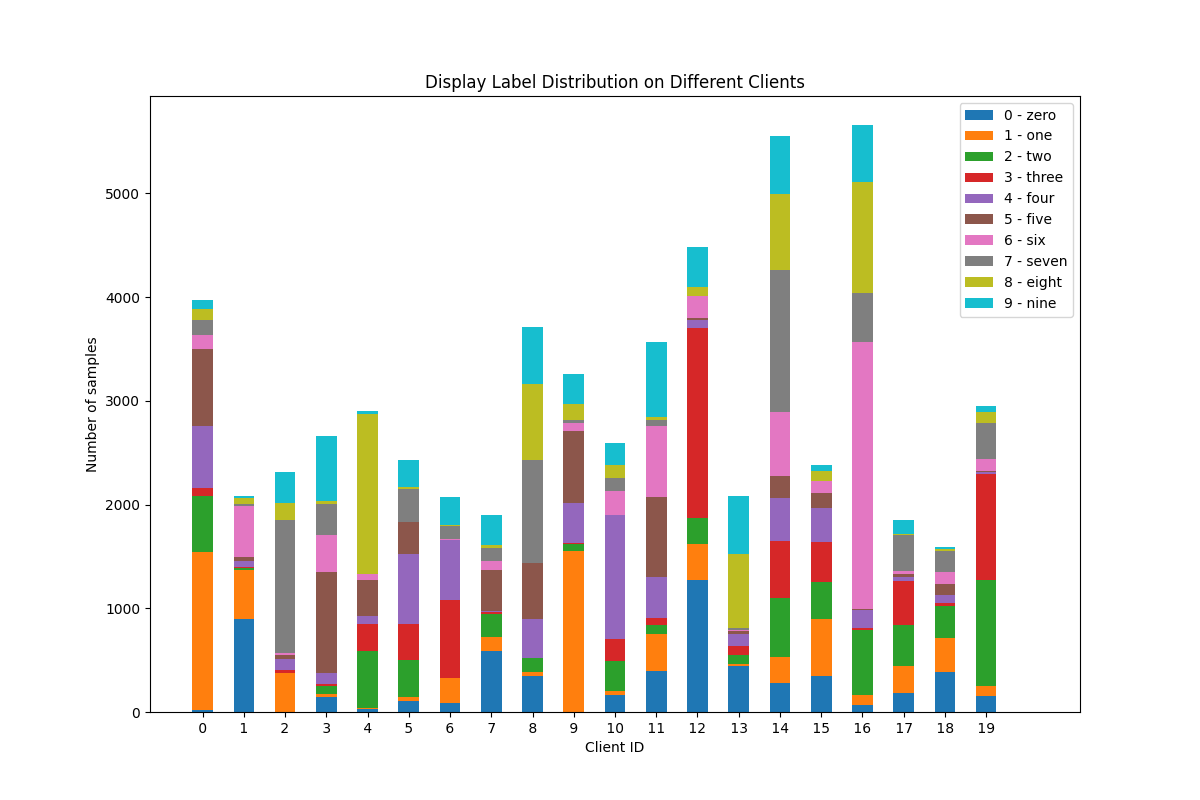 Display Label Distribution on Different Clients
Number of samples
5000
4000
3000
2000
1000
0
0 1 2 3 4 5 6 7 8 9 10 11 12 13 14 15 16 17 18 19
Client ID
0 - zero
1 - one
2 - two
3 - three
4 - four
5 - five
6 - six
7 - seven
8 - eight
9 - nine